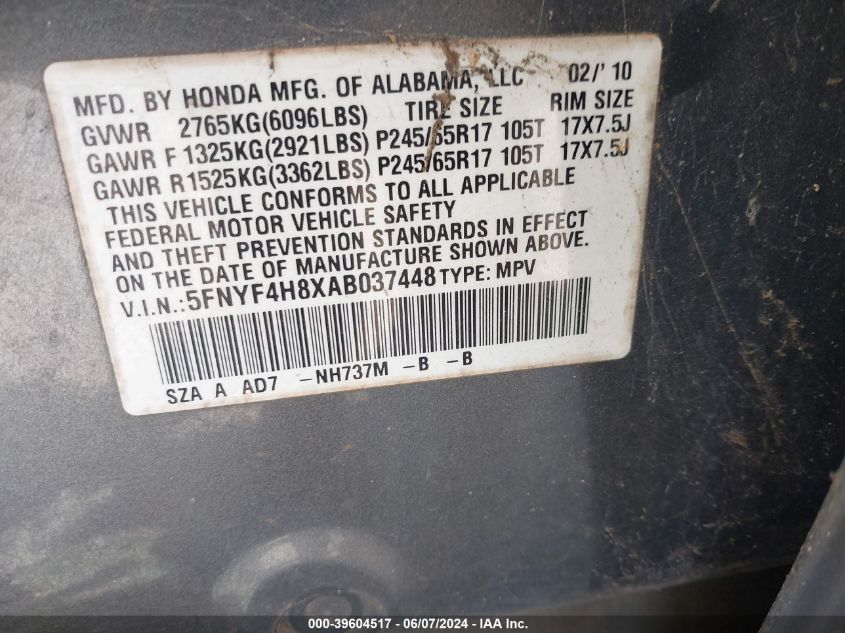 MFD. BY HONDA MFG. OF ALABAMA, LLC 02/'10
GVWR 2765KG(6096LBS) TIRE SIZE RIM SIZE
GAWR F 1325KG(2921LBS) P245/65R17 105T 17X7.5J
GAWR R1525KG(3362LBS) P245/65R17 105T 17X7.5J
THIS VEHICLE CONFORMS TO ALL APPLICABLE
FEDERAL MOTOR VEHICLE SAFETY
AND THEFT PREVENTION STANDARDS IN EFFECT
ON THE DATE OF MANUFACTURE SHOWN ABOVE.
V.I.N.: 5FNYF4H8XAB037448 TYPE: MPV
SZA A AD7 -NH737M -B -B
000-39604517 - 06/07/2024 - IAA Inc.